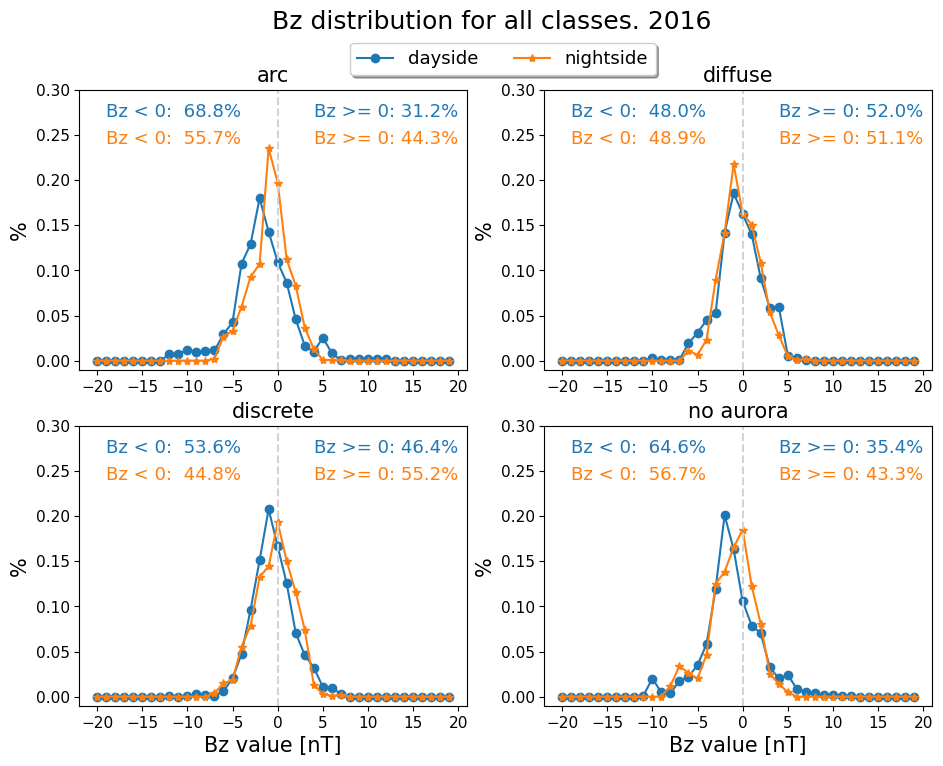 Bz distribution for all classes. 2016
dayside nightside
arc
Bz < 0: 68.8% Bz >= 0: 31.2%
Bz < 0: 55.7% Bz >= 0: 44.3%
0.30
0.25
0.20
0.15
0.10
0.05
0.00
%
−20 −15 −10 −5 0 5 10 15 20
diffuse
Bz < 0: 48.0% Bz >= 0: 52.0%
Bz < 0: 48.9% Bz >= 0: 51.1%
0.30
0.25
0.20
0.15
0.10
0.05
0.00
%
−20 −15 −10 −5 0 5 10 15 20
discrete
Bz < 0: 53.6% Bz >= 0: 46.4%
Bz < 0: 44.8% Bz >= 0: 55.2%
0.30
0.25
0.20
0.15
0.10
0.05
0.00
%
−20 −15 −10 −5 0 5 10 15 20
Bz value [nT]
no aurora
Bz < 0: 64.6% Bz >= 0: 35.4%
Bz < 0: 56.7% Bz >= 0: 43.3%
0.30
0.25
0.20
0.15
0.10
0.05
0.00
%
−20 −15 −10 −5 0 5 10 15 20
Bz value [nT]